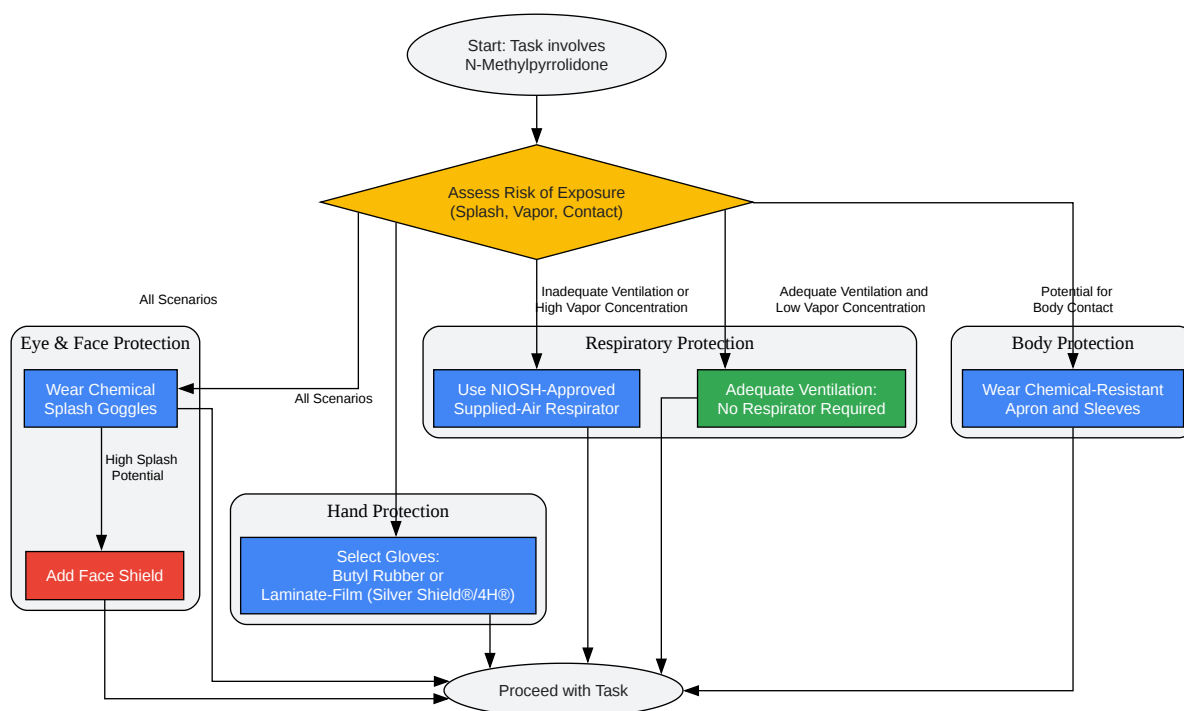 Start: Task involves
N-Methylpyrrolidone
Assess Risk of Exposure
(Splash, Vapor, Contact)
All Scenarios
Inadequate Ventilation or
High Vapor Concentration
Adequate Ventilation and
Low Vapor Concentration
Potential for
Body Contact
Eye & Face Protection
Respiratory Protection
Body Protection
Wear Chemical
Splash Goggles
All Scenarios
Use NIOSH-Approved
Supplied-Air Respirator
Adequate Ventilation:
No Respirator Required
Wear Chemical-Resistant
Apron and Sleeves
High Splash
Potential
Hand Protection
Add Face Shield
Select Gloves:
Butyl Rubber or
Laminate-Film (Silver Shield®/4H®)
Proceed with Task